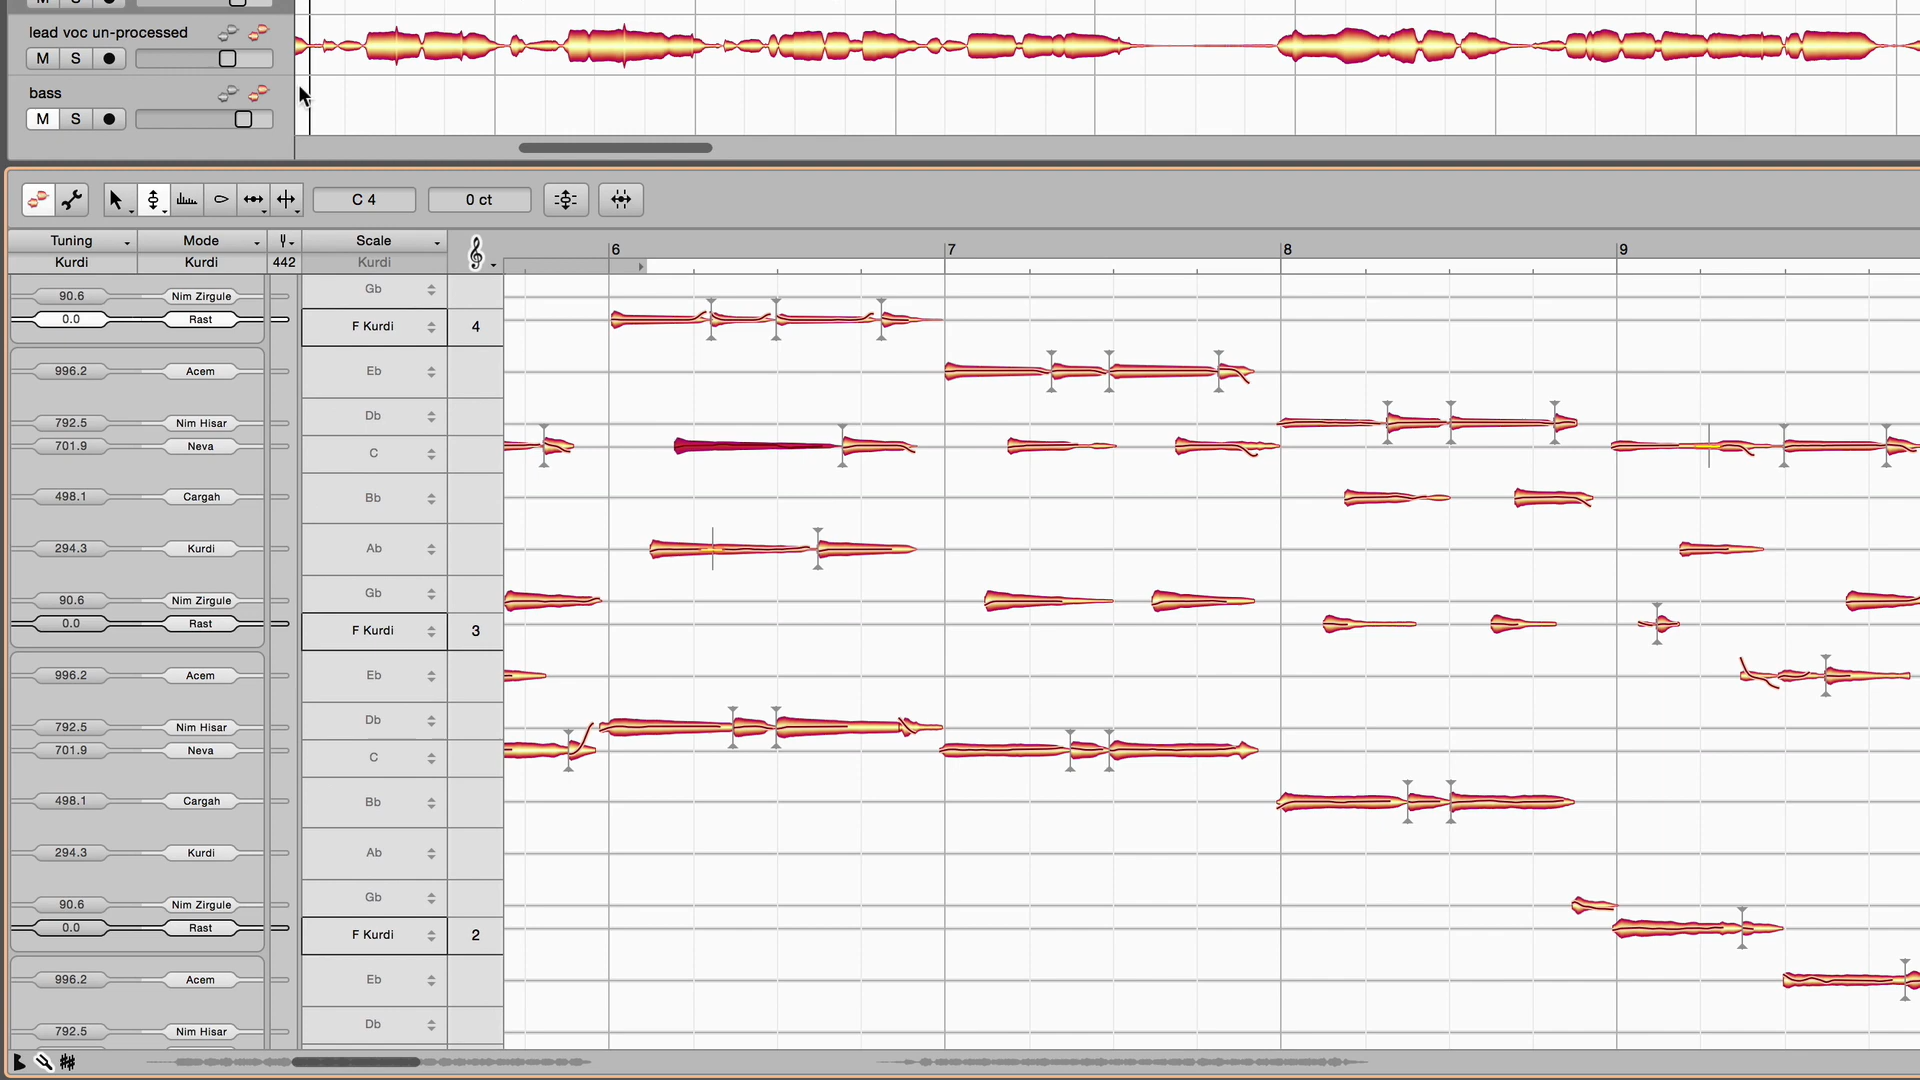 M S
lead voc un-processed
M S
bass
M S
C 4 0 ct
Tuning Mode Scale
Kurdi Kurdi 442 Kurdi
6 7 8 9
90.6 Nim Zirgule Gb
0.0 Rast F Kurdi 4
996.2 Acem Eb
792.5 Nim Hisar Db
701.9 Neva C
498.1 Cargah Bb
294.3 Kurdi Ab
90.6 Nim Zirgule Gb
0.0 Rast F Kurdi 3
996.2 Acem Eb
792.5 Nim Hisar Db
701.9 Neva C
498.1 Cargah Bb
294.3 Kurdi Ab
90.6 Nim Zirgule Gb
0.0 Rast F Kurdi 2
996.2 Acem Eb
792.5 Nim Hisar Db